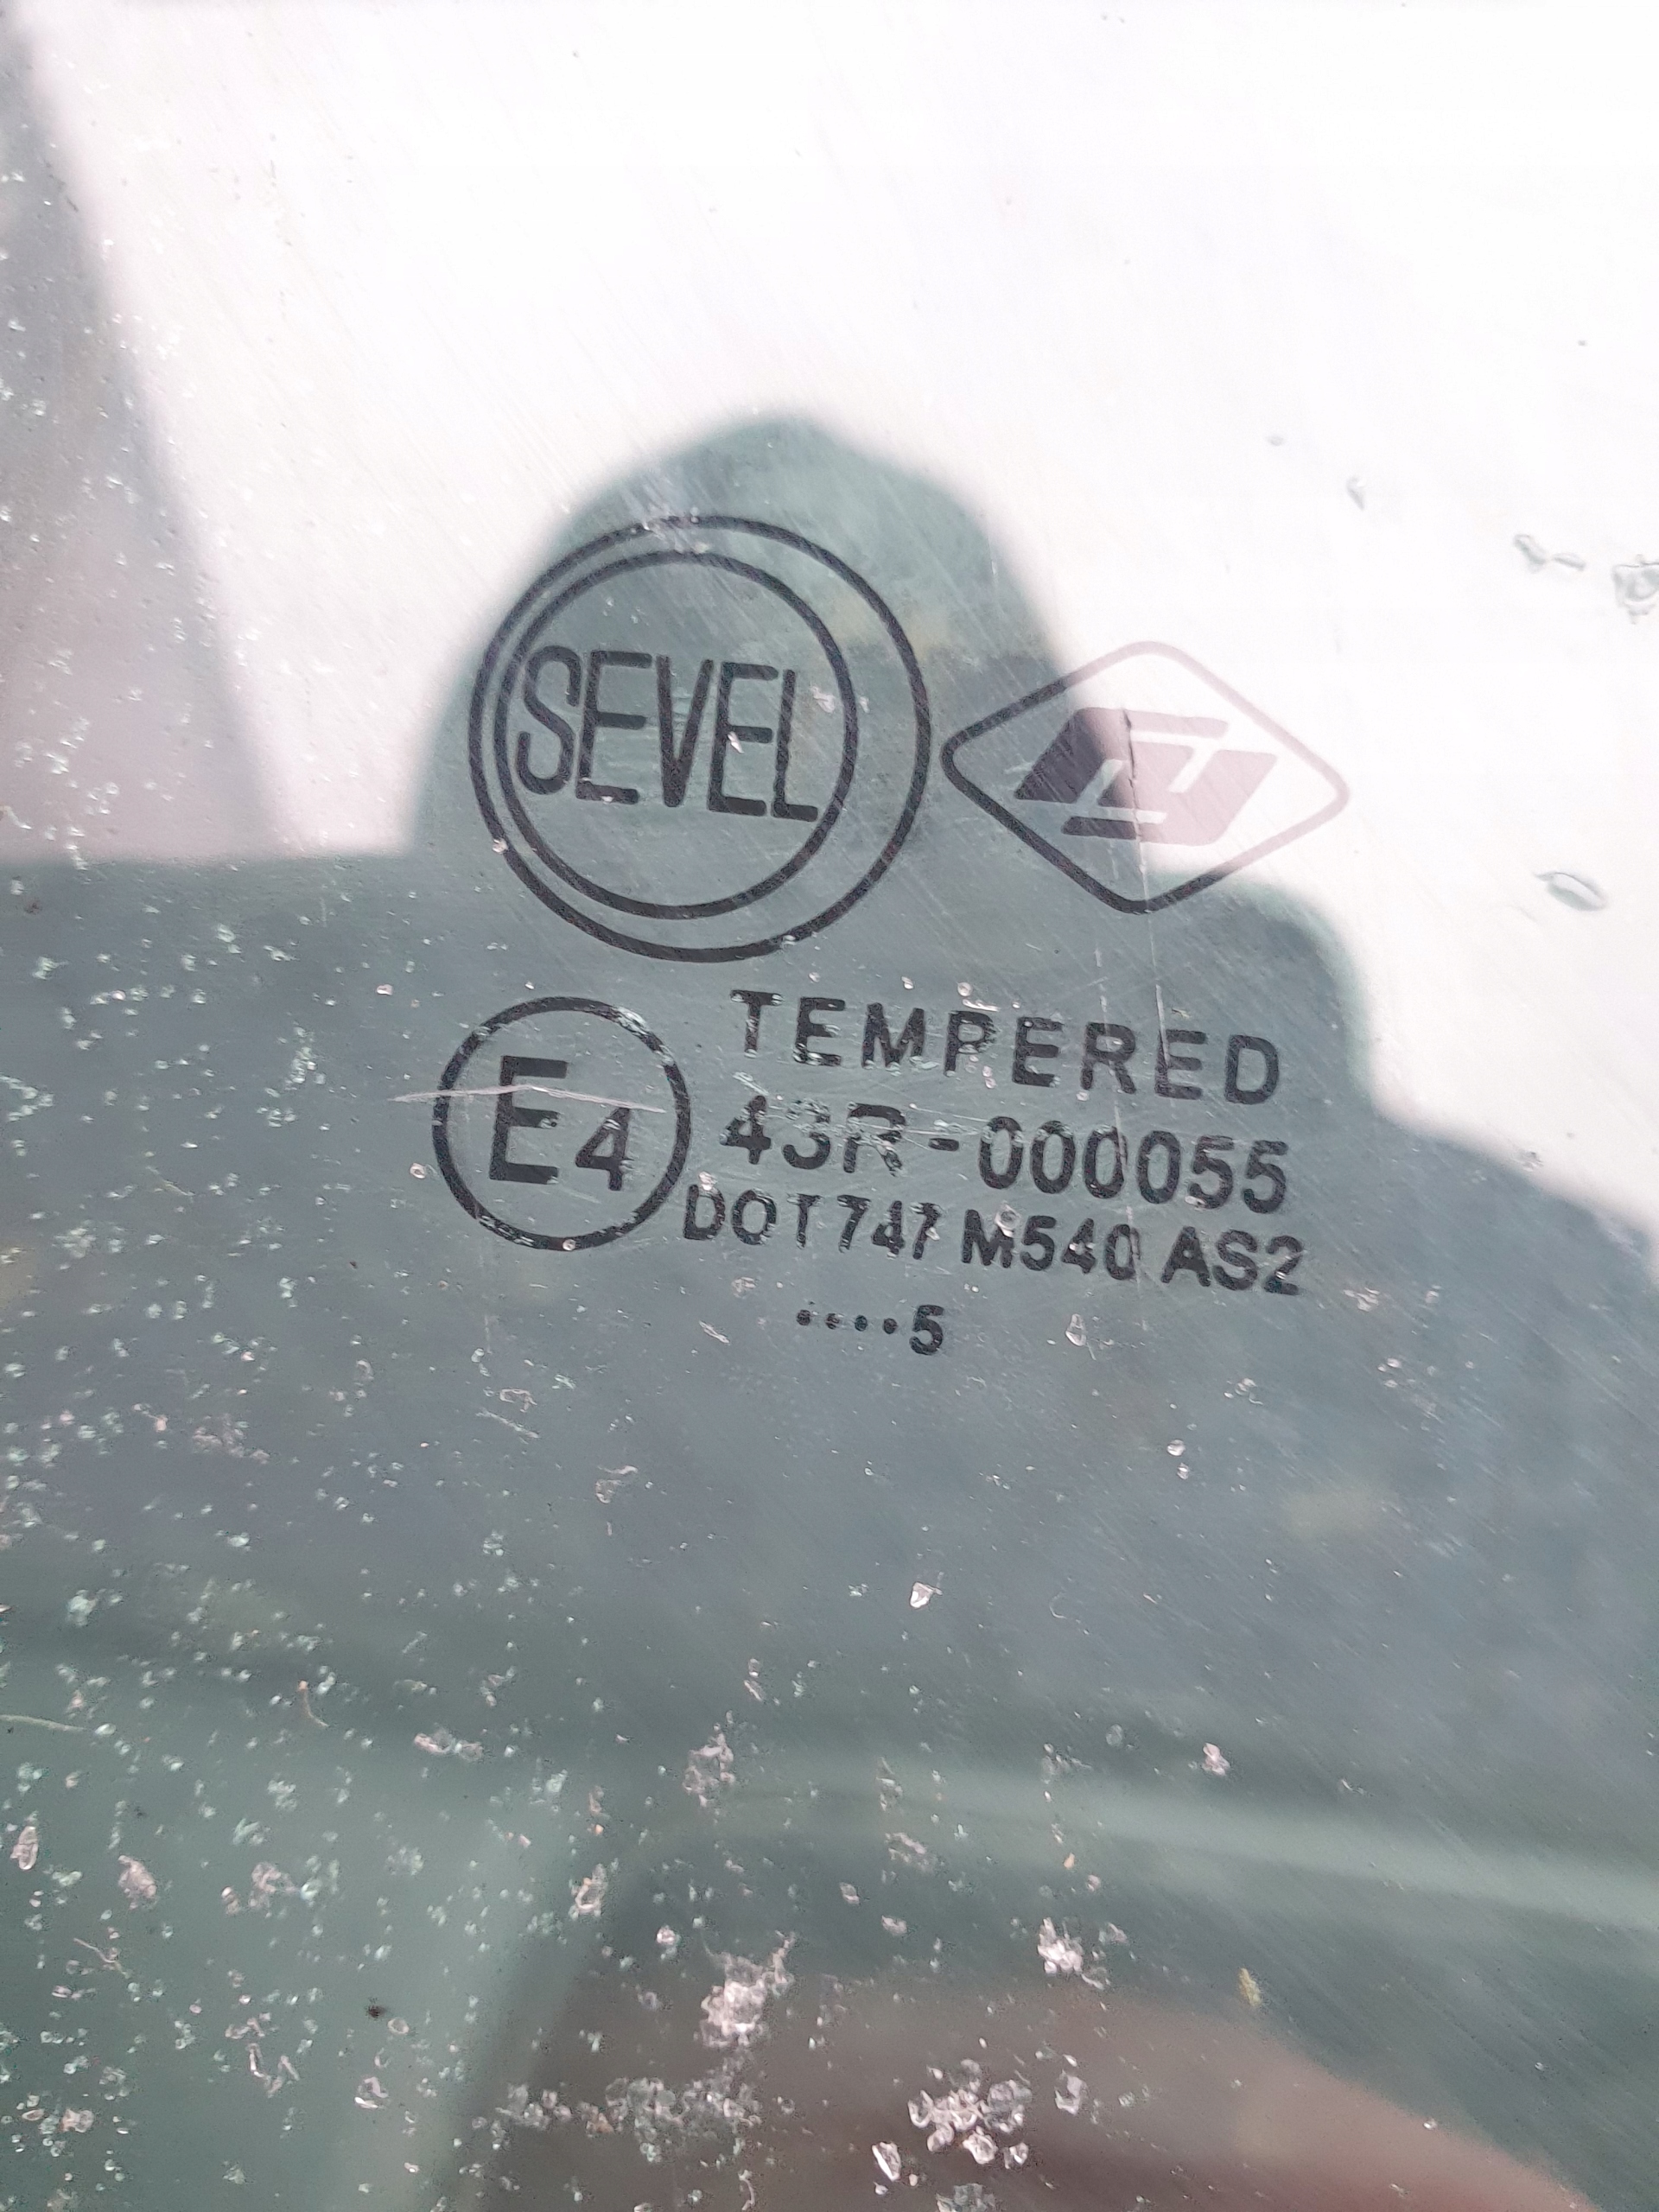 SEVEL
TEMPERED
E4 43R-000055
DOT 747 M540 AS2
....5